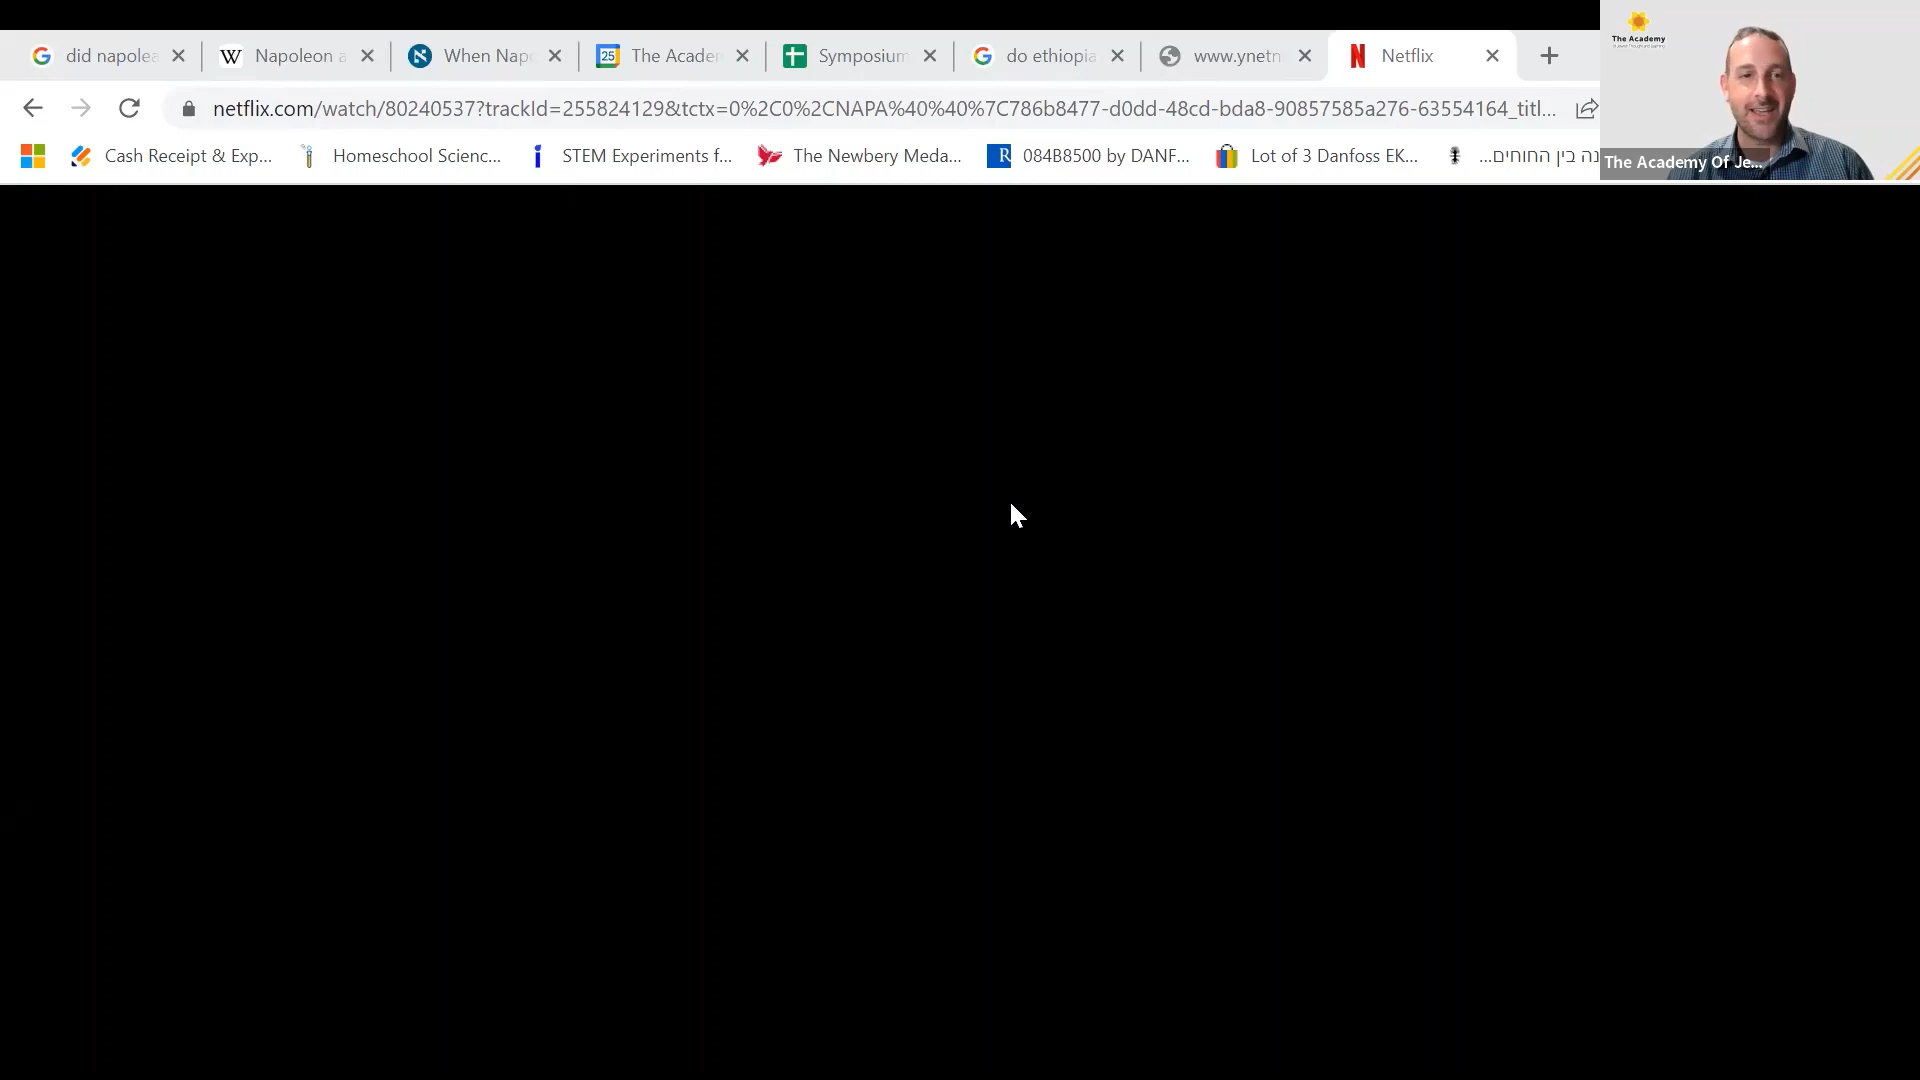 did napolea
Napoleon a
When Nap
25
The Acader
Symposium
do ethiopia
www.ynetn
Netflix
The Academy
netflix.com/watch/80240537?trackId=255824129&tctx=0%2C0%2CNAPA%40%40%7C786b8477-d0dd-48cd-bda8-90857585a276-63554164_titl...
Cash Receipt & Exp...
Homeschool Scienc...
STEM Experiments f...
The Newbery Meda...
R
084B8500 by DANF...
Lot of 3 Danfoss EK...
נה בין החוחים...
The Academy Of Je...